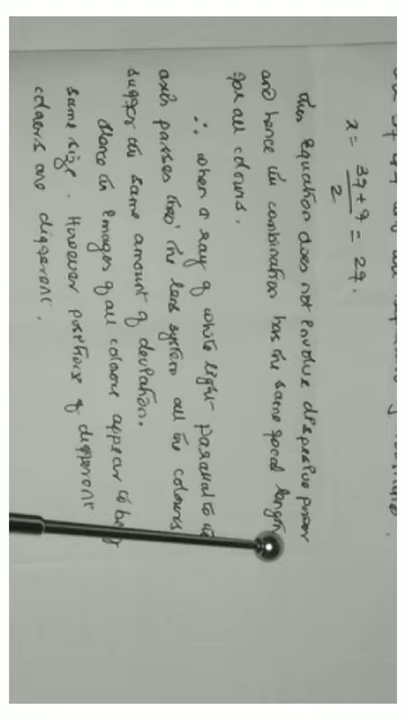 x = 3f + f / 2 = 2f.
This equation does not involve dispersive power
and hence the combination has the same focal length
for all colours.
∴ when a ray of white light parallel to the
axis passes thro' the lens system all the colours
suffer the same amount of deviation.
Hence the images of all colours appear to be of
same size. However positions of different
colours are different.